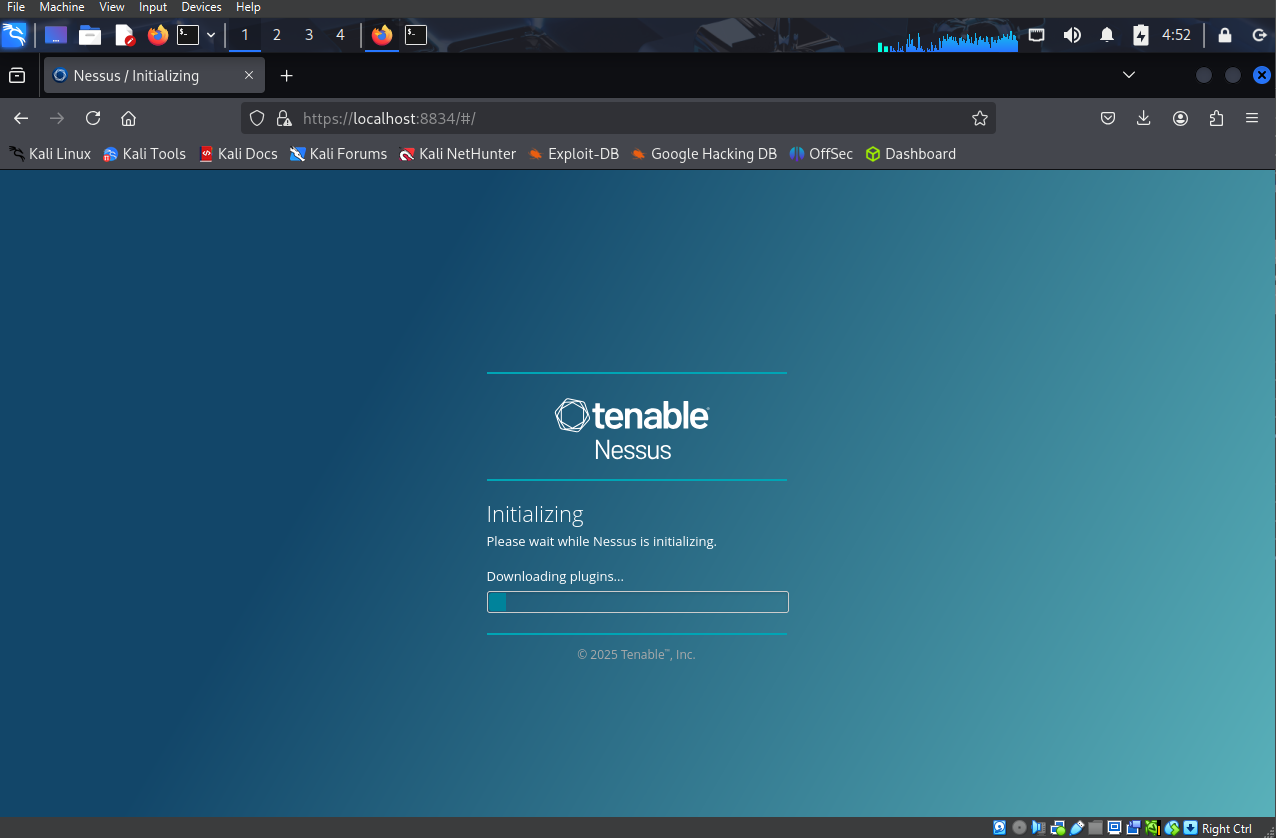 File Machine View Input Devices Help
1 2 3 4 4:52
Nessus / Initializing
https://localhost:8834/#/
Kali Linux Kali Tools Kali Docs Kali Forums Kali NetHunter Exploit-DB Google Hacking DB OffSec Dashboard
tenable
Nessus
Initializing
Please wait while Nessus is initializing.
Downloading plugins...
© 2025 Tenable™, Inc.
Right Ctrl